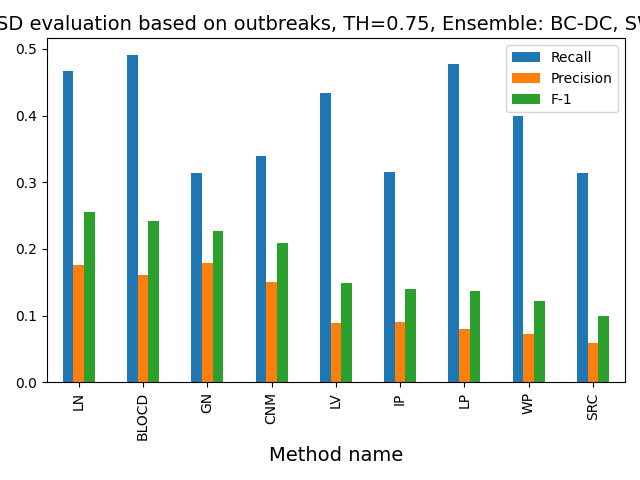 SD evaluation based on outbreaks, TH=0.75, Ensemble: BC-DC, S
Recall
Precision
F-1
0.5
0.4
0.3
0.2
0.1
0.0
LN
BLOCD
GN
CNM
LV
IP
LP
WP
SRC
Method name